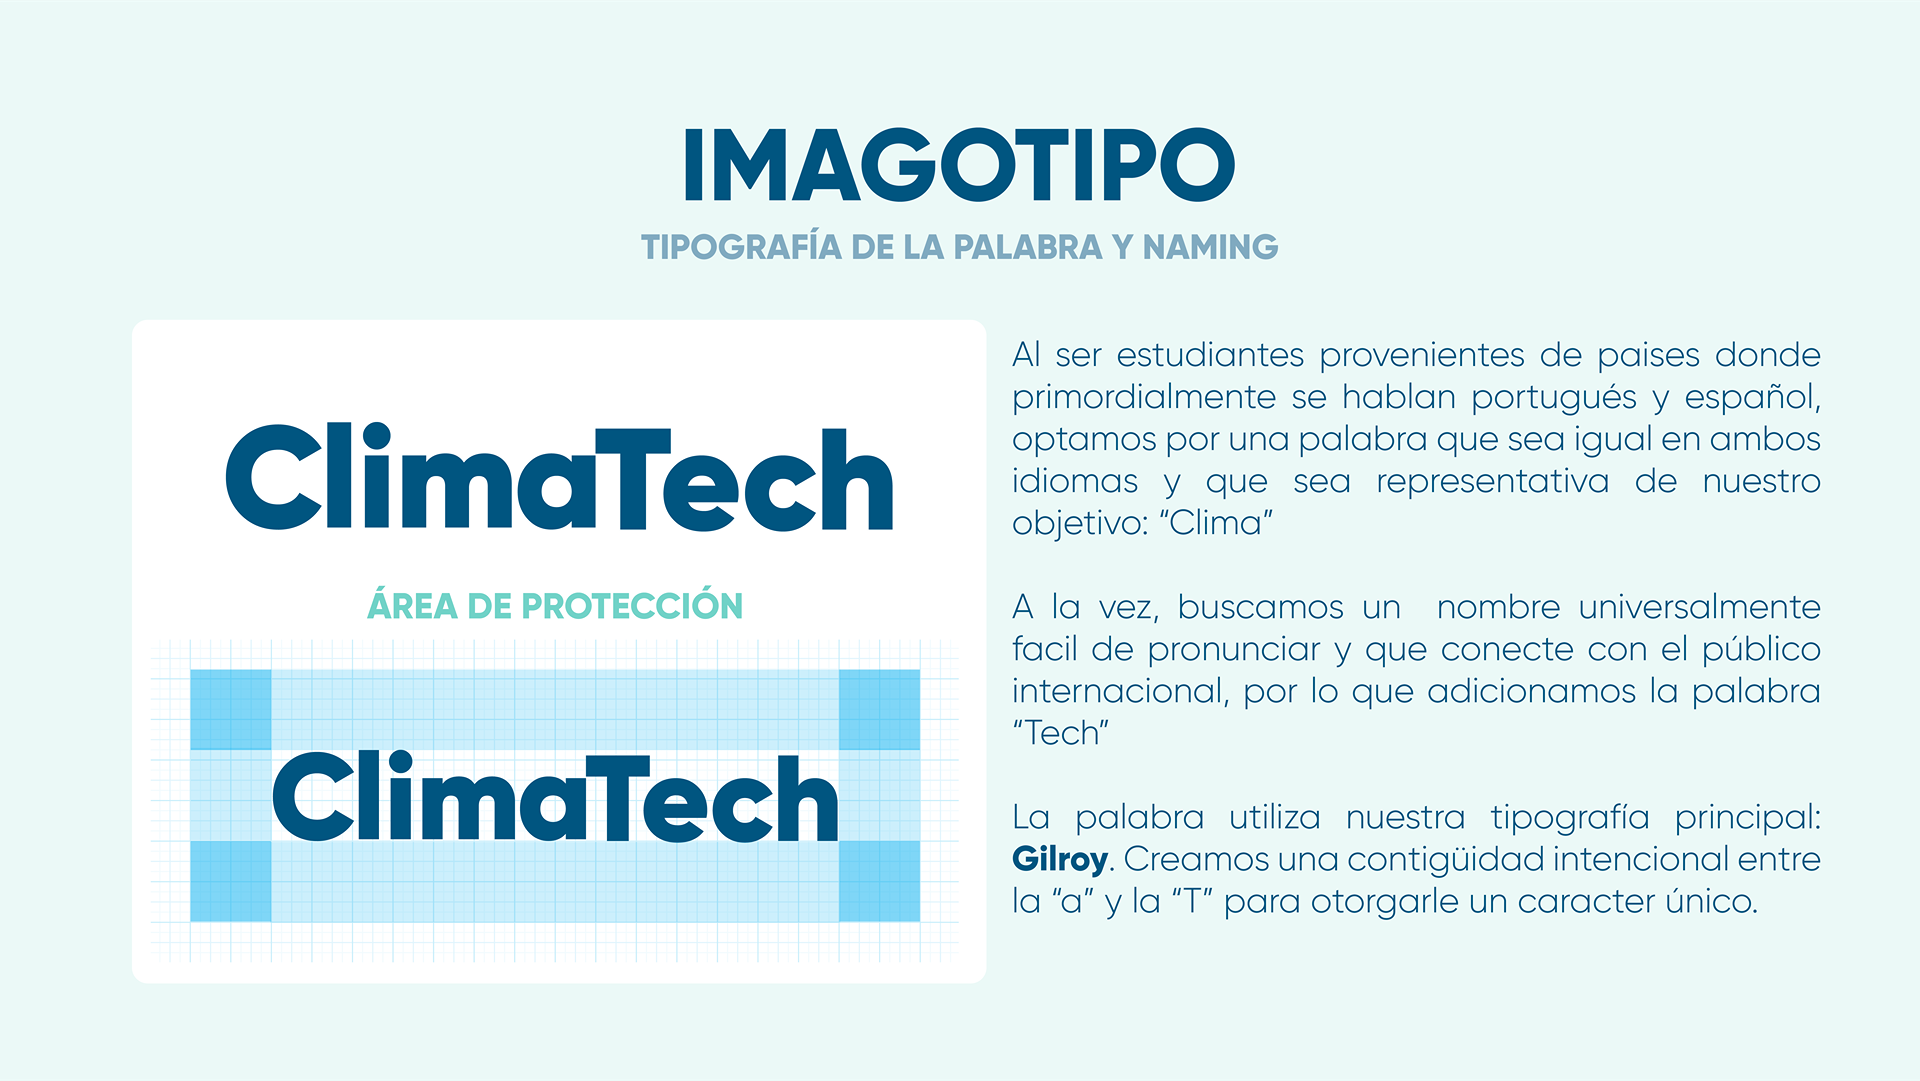 IMAGOTIPO
TIPOGRAFÍA DE LA PALABRA Y NAMING
ClimaTech
ÁREA DE PROTECCIÓN
ClimaTech
Al ser estudiantes provenientes de paises donde
primordialmente se hablan portugués y español,
optamos por una palabra que sea igual en ambos
idiomas y que sea representativa de nuestro
objetivo: “Clima”
A la vez, buscamos un nombre universalmente
facil de pronunciar y que conecte con el público
internacional, por lo que adicionamos la palabra
“Tech”
La palabra utiliza nuestra tipografía principal:
Gilroy. Creamos una contigüidad intencional entre
la “a” y la “T” para otorgarle un caracter único.